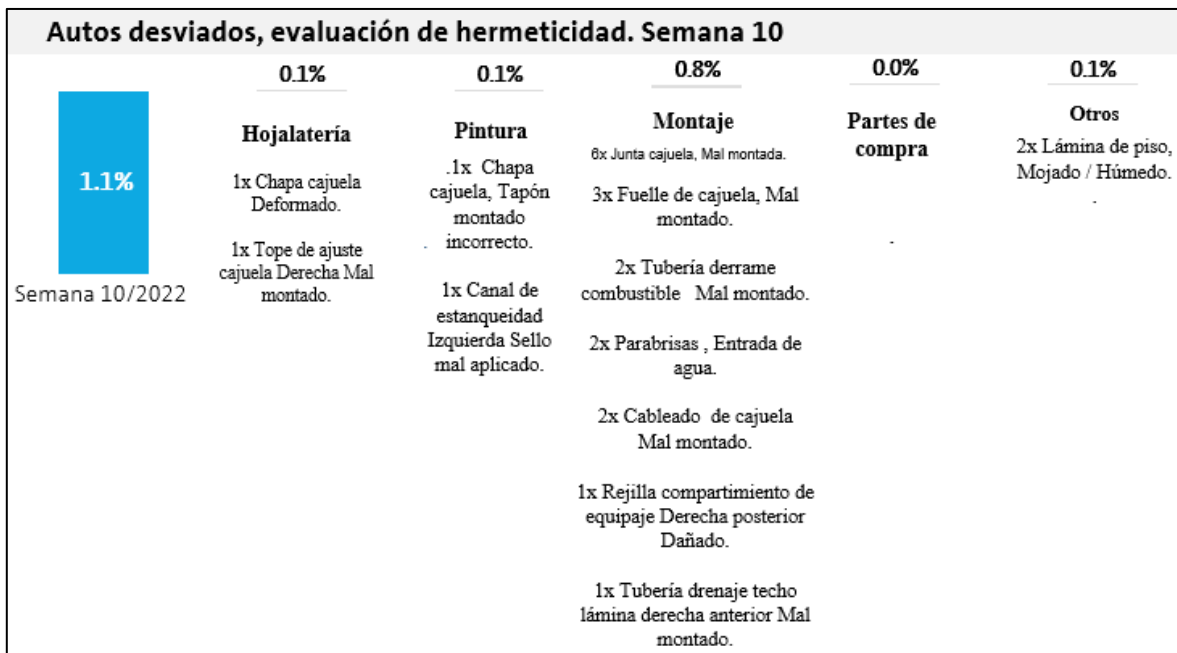 Autos desviados, evaluación de hermeticidad. Semana 10
1.1%
Semana 10/2022
0.1%
Hojalatería
1x Chapa cajuela
Deformado.
1x Tope de ajuste
cajuela Derecha Mal
montado.
0.1%
Pintura
.1x Chapa
cajuela, Tapón
montado
. incorrecto.
1x Canal de
estanqueidad
Izquierda Sello
mal aplicado.
0.8%
Montaje
6x Junta cajuela, Mal montada.
3x Fuelle de cajuela, Mal
montado.
2x Tubería derrame
combustible Mal montado.
2x Parabrisas , Entrada de
agua.
2x Cableado de cajuela
Mal montado.
1x Rejilla compartimiento de
equipaje Derecha posterior
Dañado.
1x Tubería drenaje techo
lámina derecha anterior Mal
montado.
0.0%
Partes de
compra
.
0.1%
Otros
2x Lámina de piso,
Mojado / Húmedo.
.